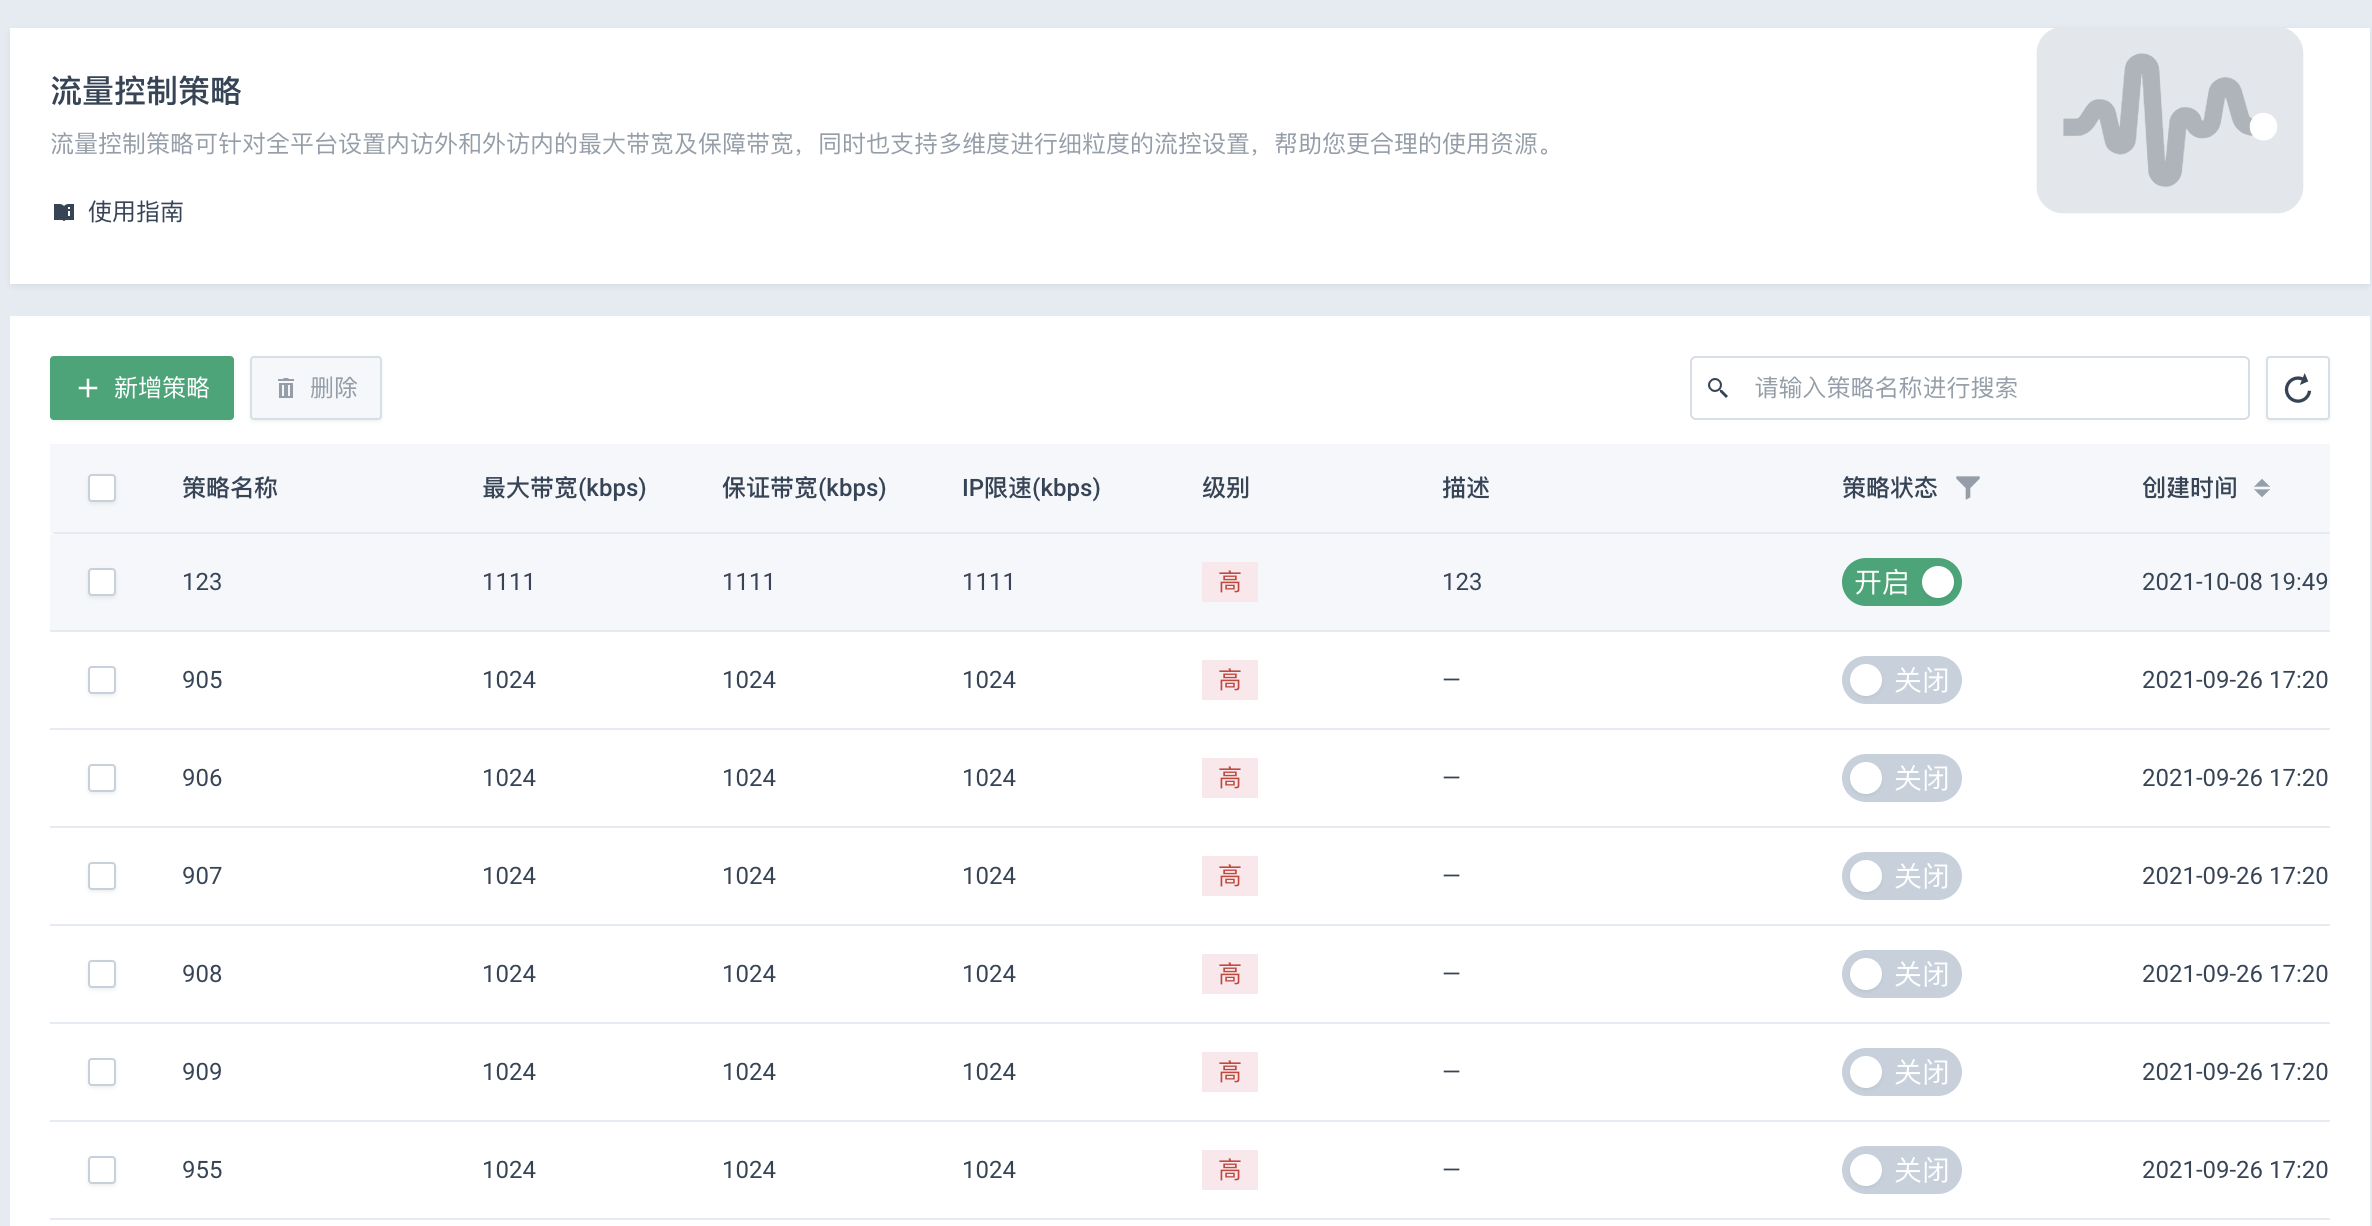 流量控制策略
流量控制策略可针对全平台设置内访外和外访内的最大带宽及保障带宽，同时也支持多维度进行细粒度的流控设置，帮助您更合理的使用资源。
使用指南
新增策略 删除 请输入策略名称进行搜索
策略名称 最大带宽(kbps) 保证带宽(kbps) IP限速(kbps) 级别 描述 策略状态 创建时间
123 1111 1111 1111 高 123 开启 2021-10-08 19:49
905 1024 1024 1024 高 – 关闭 2021-09-26 17:20
906 1024 1024 1024 高 – 关闭 2021-09-26 17:20
907 1024 1024 1024 高 – 关闭 2021-09-26 17:20
908 1024 1024 1024 高 – 关闭 2021-09-26 17:20
909 1024 1024 1024 高 – 关闭 2021-09-26 17:20
955 1024 1024 1024 高 – 关闭 2021-09-26 17:20